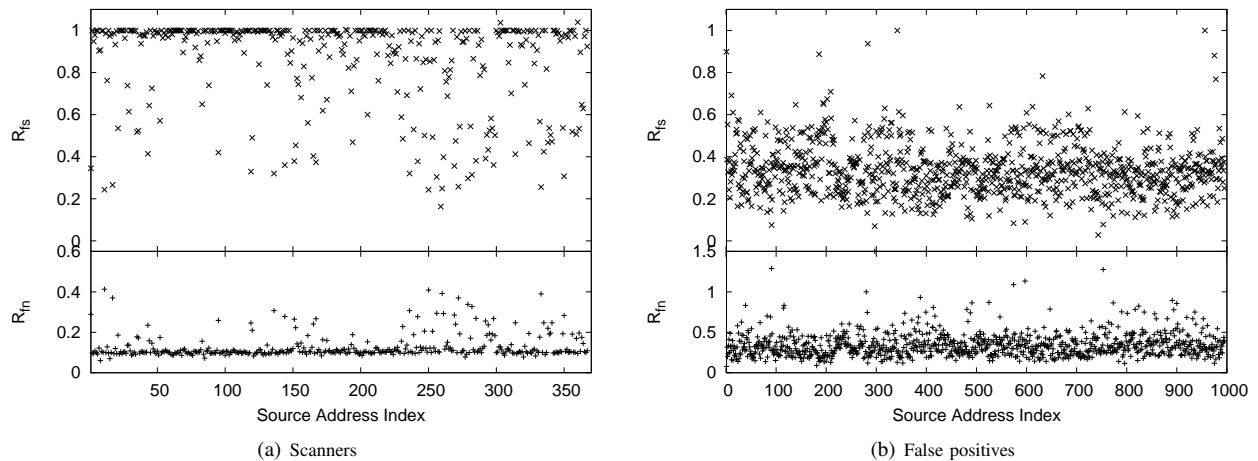 1
0.8
0.6
0.4
0.2
0
R_fs
0.6
0.4
0.2
0
R_fn
50 100 150 200 250 300 350
Source Address Index
(a) Scanners
1
0.8
0.6
0.4
0.2
0
R_fs
1.5
1
0.5
0
R_fn
0 100 200 300 400 500 600 700 800 900 1000
Source Address Index
(b) False positives